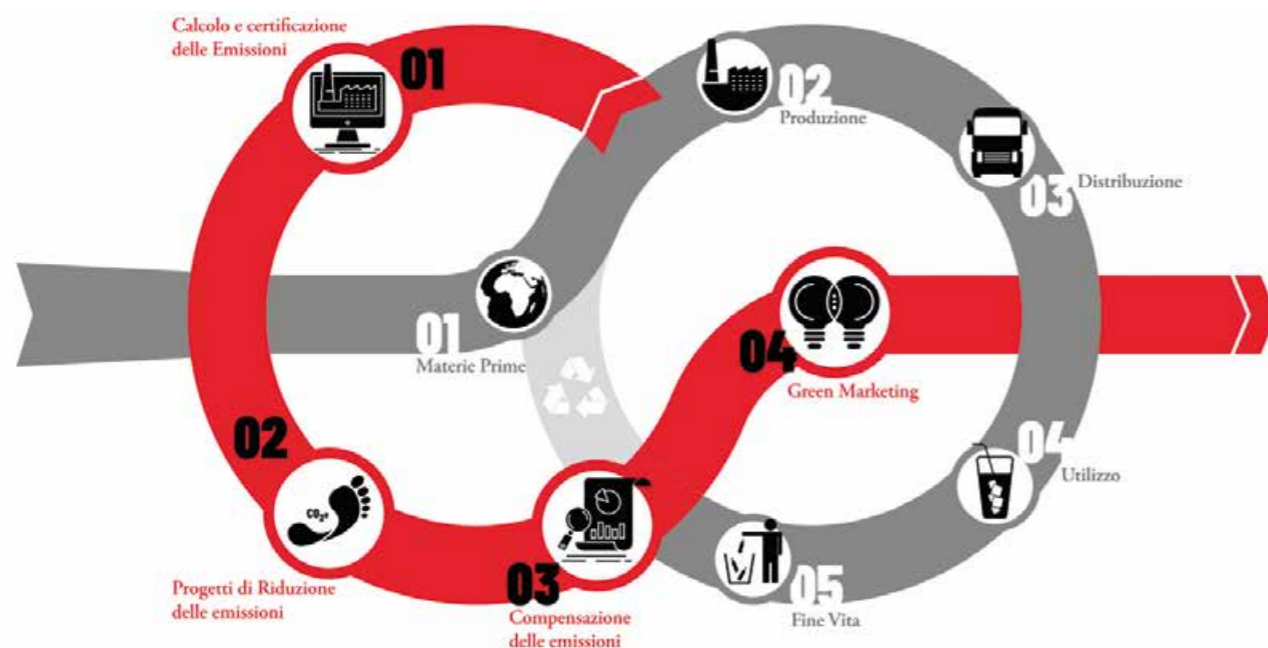 Calcolo e certificazione
delle Emissioni
01
02
Produzione
03
Distribuzione
01
Materie Prime
04
Green Marketing
02
CO₂e
Progetti di Riduzione
delle emissioni
03
Compensazione
delle emissioni
04
Utilizzo
05
Fine Vita